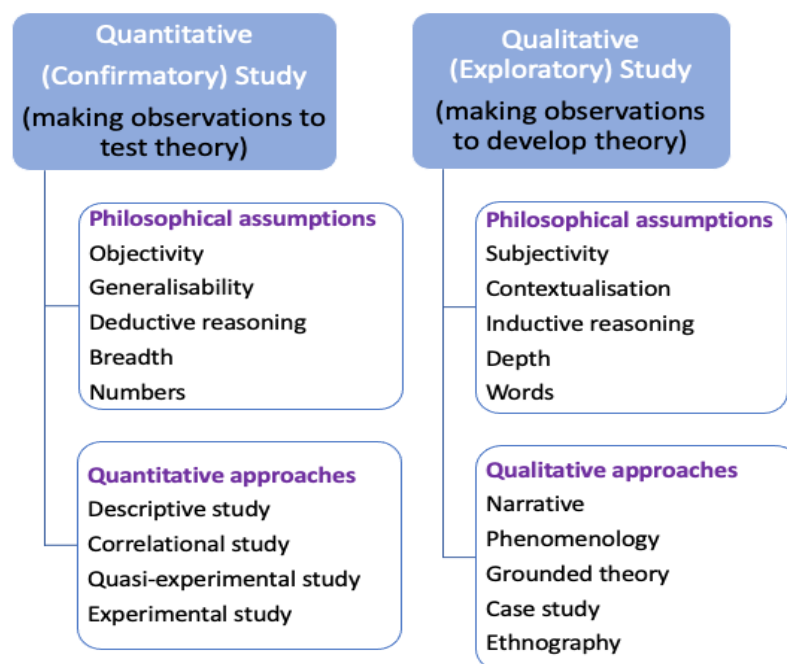 Quantitative
(Confirmatory) Study
(making observations to
test theory)
Philosophical assumptions
Objectivity
Generalisability
Deductive reasoning
Breadth
Numbers
Quantitative approaches
Descriptive study
Correlational study
Quasi-experimental study
Experimental study
Qualitative
(Exploratory) Study
(making observations
to develop theory)
Philosophical assumptions
Subjectivity
Contextualisation
Inductive reasoning
Depth
Words
Qualitative approaches
Narrative
Phenomenology
Grounded theory
Case study
Ethnography